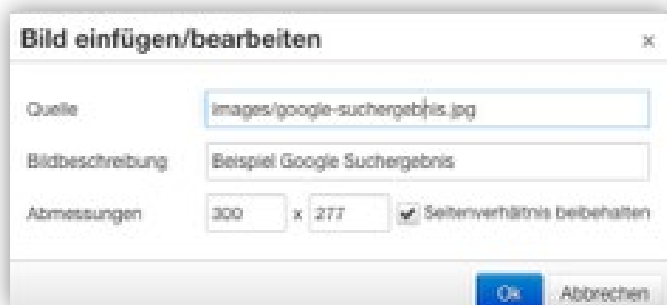 Bild einfügen/bearbeiten ×
Quelle images/google-suchergebnis.jpg
Bildbeschreibung Beispiel Google Suchergebnis
Abmessungen 300 x 277 Seitenverhältnis beibehalten
Ok Abbrechen